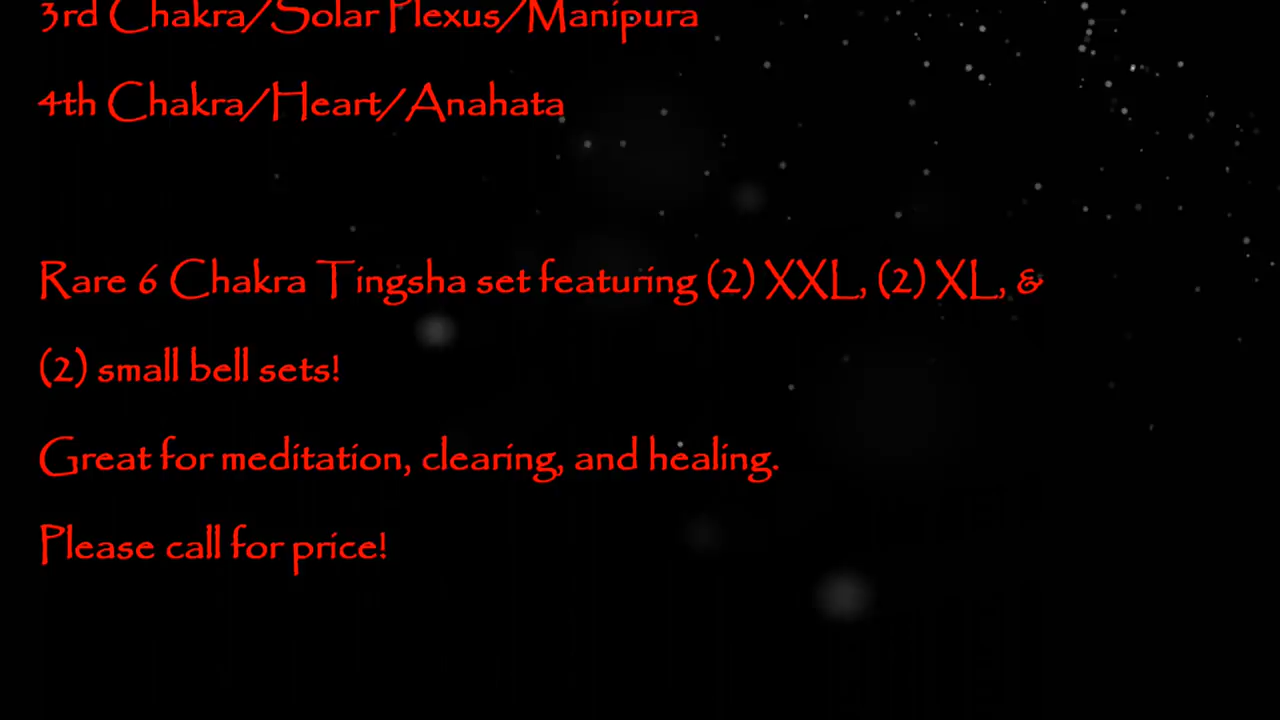 3rd Chakra/Solar Plexus/Manipura
4th Chakra/Heart/Anahata
Rare 6 Chakra Tingsha set featuring (2) XXL, (2) XL, &
(2) small bell sets!
Great for meditation, clearing, and healing.
Please call for price!